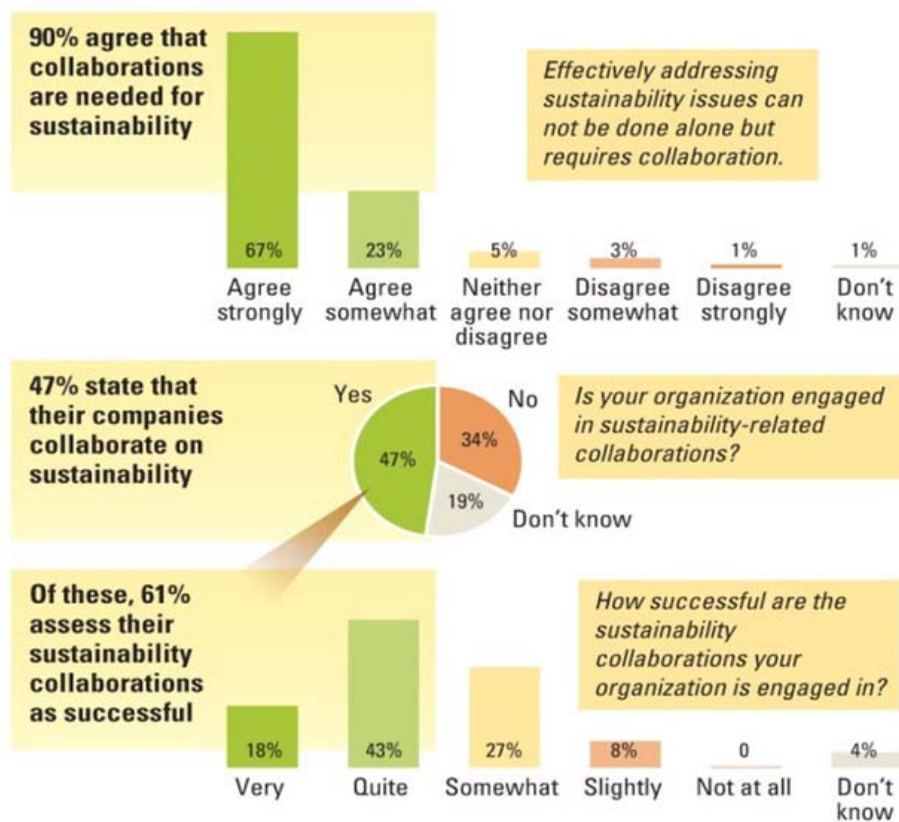 90% agree that
collaborations
are needed for
sustainability
Effectively addressing
sustainability issues can
not be done alone but
requires collaboration.
67%
23%
5%
3%
1%
1%
Agree
strongly
Agree
somewhat
Neither
agree nor
disagree
Disagree
somewhat
Disagree
strongly
Don't
know
47% state that
their companies
collaborate on
sustainability
Yes
No
47%
34%
19%
Don't know
Is your organization engaged
in sustainability-related
collaborations?
Of these, 61%
assess their
sustainability
collaborations
as successful
How successful are the
sustainability
collaborations your
organization is engaged in?
18%
43%
27%
8%
0
4%
Very
Quite
Somewhat
Slightly
Not at all
Don't
know